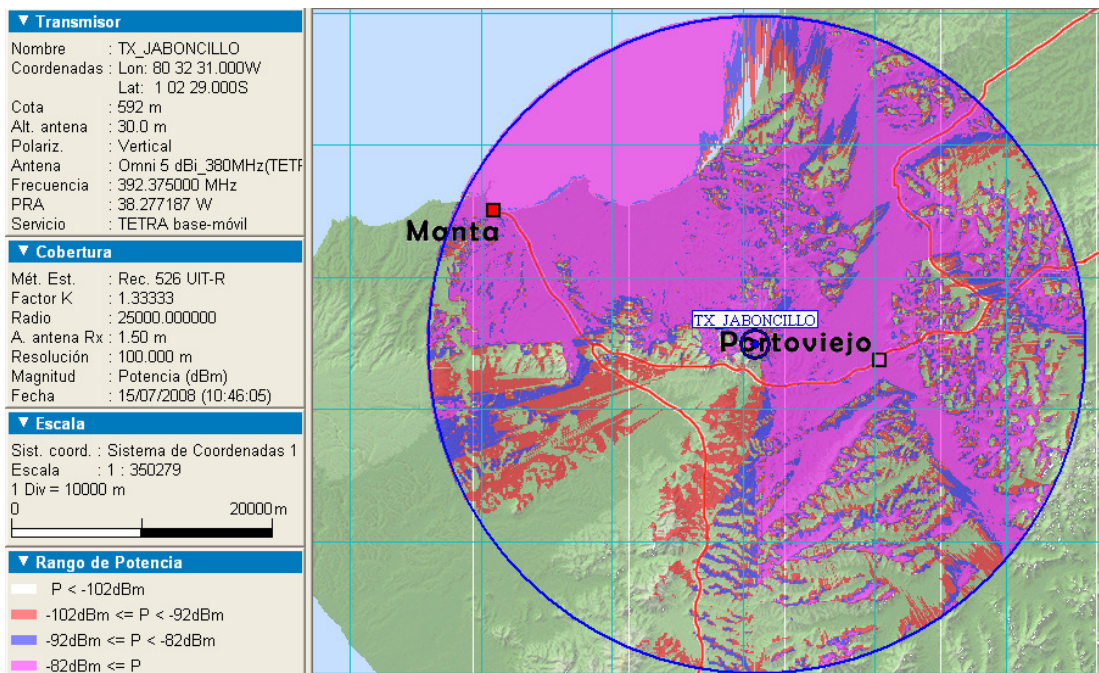 ▼ Transmisor
Nombre : TX_JABONCILLO
Coordenadas : Lon: 80 32 31.000W
Lat: 1 02 29.000S
Cota : 592 m
Alt. antena : 30.0 m
Polariz. : Vertical
Antena : Omni 5 dBi_380MHz(TETR
Frecuencia : 392.375000 MHz
PRA : 38.277187 W
Servicio : TETRA base-móvil
▼ Cobertura
Mét. Est. : Rec. 526 UIT-R
Factor K : 1.33333
Radio : 25000.000000
A. antena Rx : 1.50 m
Resolución : 100.000 m
Magnitud : Potencia (dBm)
Fecha : 15/07/2008 (10:46:05)
▼ Escala
Sist. coord. : Sistema de Coordenadas 1
Escala : 1 : 350279
1 Div = 10000 m
0 20000m
▼ Rango de Potencia
P < -102dBm
-102dBm <= P < -92dBm
-92dBm <= P < -82dBm
-82dBm <= P
Manta
TX_JABONCILLO
Portoviejo